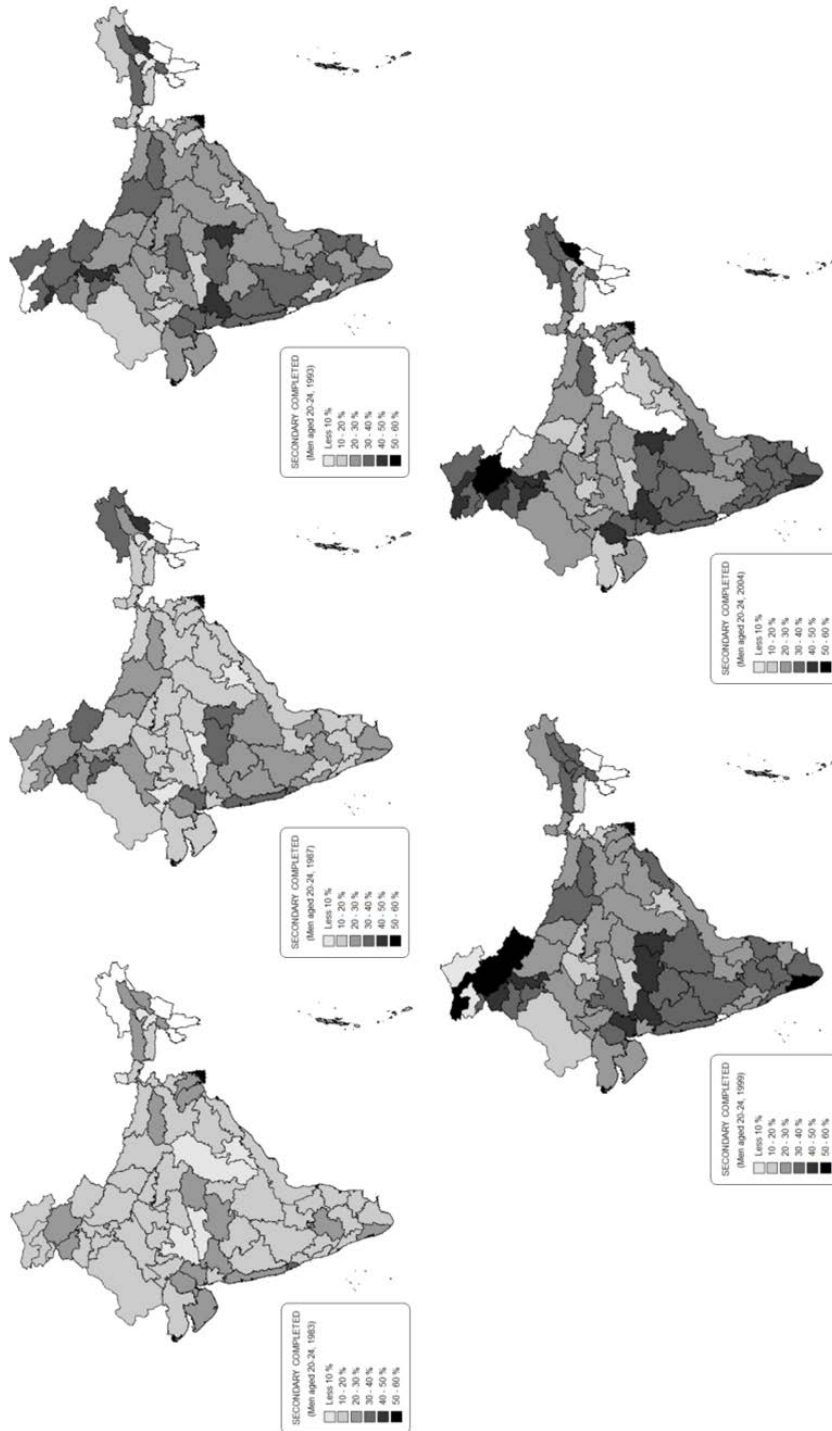 SECONDARY COMPLETED
(Men aged 20-24, 1983)
Less 10 %
10 - 20 %
20 - 30 %
30 - 40 %
40 - 50 %
50 - 60 %
SECONDARY COMPLETED
(Men aged 20-24, 1987)
Less 10 %
10 - 20 %
20 - 30 %
30 - 40 %
40 - 50 %
50 - 60 %
SECONDARY COMPLETED
(Men aged 20-24, 1993)
Less 10 %
10 - 20 %
20 - 30 %
30 - 40 %
40 - 50 %
50 - 60 %
SECONDARY COMPLETED
(Men aged 20-24, 1999)
Less 10 %
10 - 20 %
20 - 30 %
30 - 40 %
40 - 50 %
50 - 60 %
SECONDARY COMPLETED
(Men aged 20-24, 2004)
Less 10 %
10 - 20 %
20 - 30 %
30 - 40 %
40 - 50 %
50 - 60 %